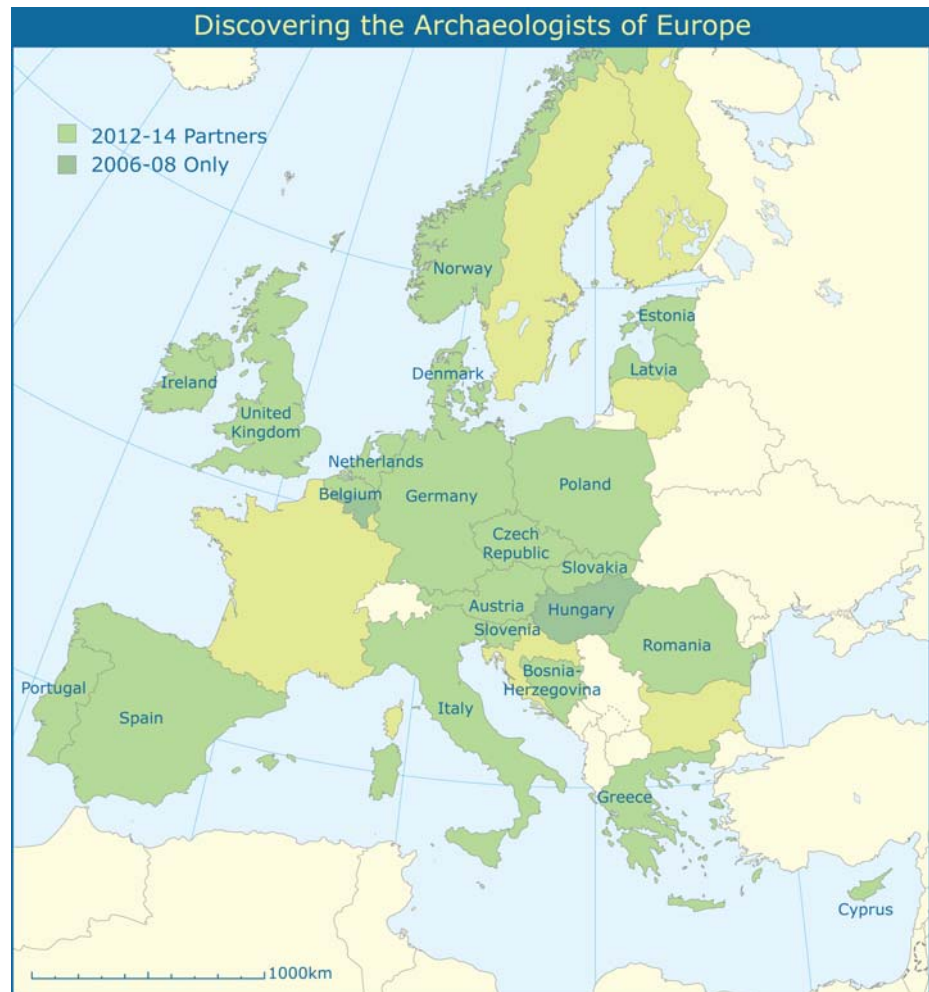 Discovering the Archaeologists of Europe
2012-14 Partners
2006-08 Only
Norway
Estonia
Latvia
Denmark
Ireland
United
Kingdom
Netherlands
Belgium
Germany
Poland
Czech
Republic
Slovakia
Austria
Hungary
Slovenia
Romania
Bosnia-
Herzegovina
Portugal
Spain
Italy
Greece
Cyprus
1000km